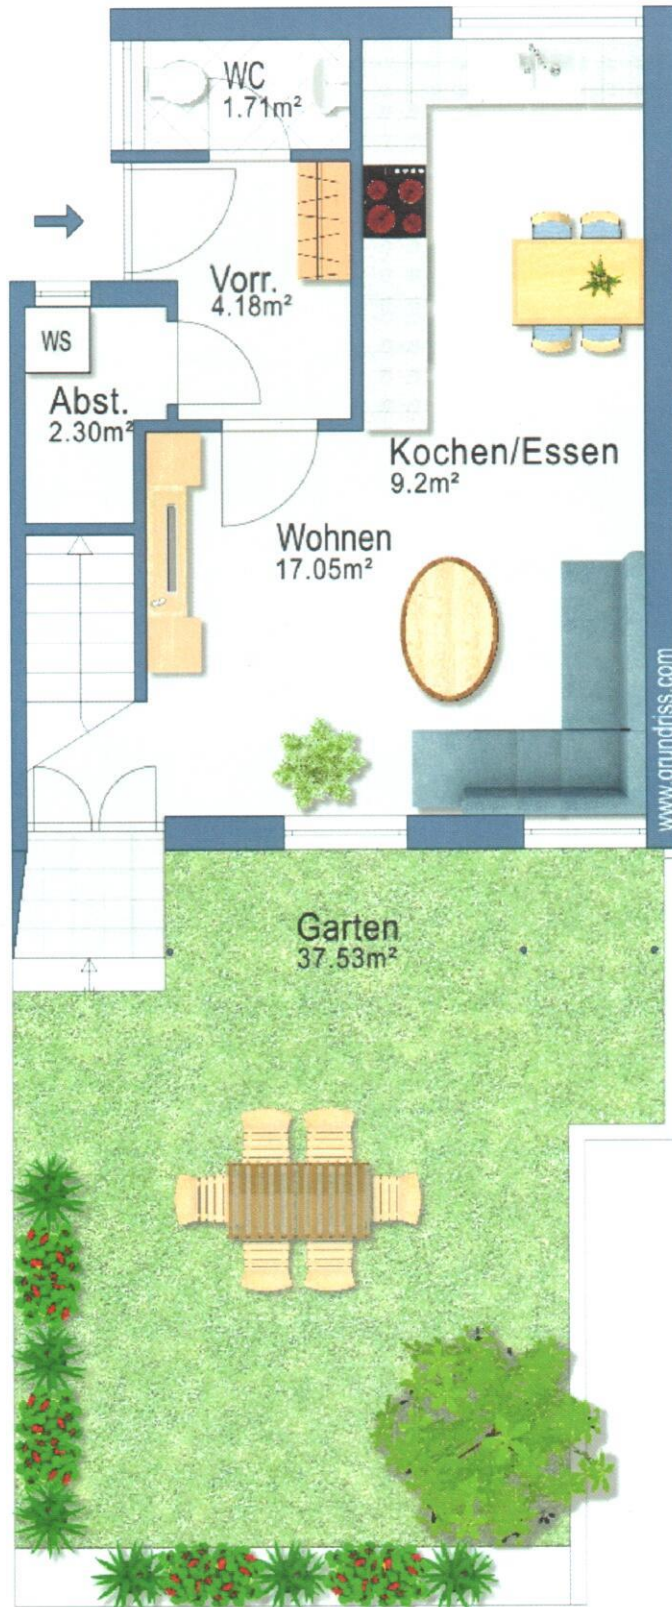 WC
1.71m²
Vorr.
4.18m²
WS
Abst.
2.30m²
Kochen/Essen
9.2m²
Wohnen
17.05m²
www.grundriss.com
Garten
37.53m²